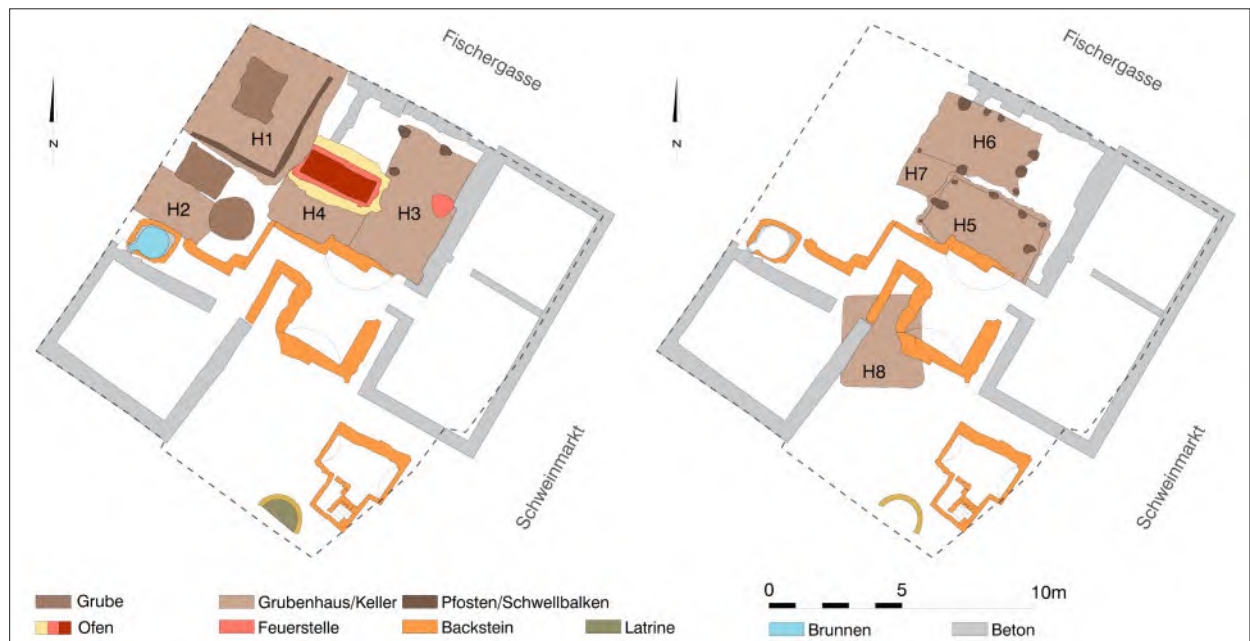 Fischergasse
N
H1
H2
H4
H3
Schweinmarkt
Fischergasse
N
H6
H7
H5
H8
Schweinmarkt
Grube
Grubenhaus/Keller
Pfosten/Schwellbalken
Ofen
Feuerstelle
Backstein
Latrine
0 5 10m
Brunnen
Beton